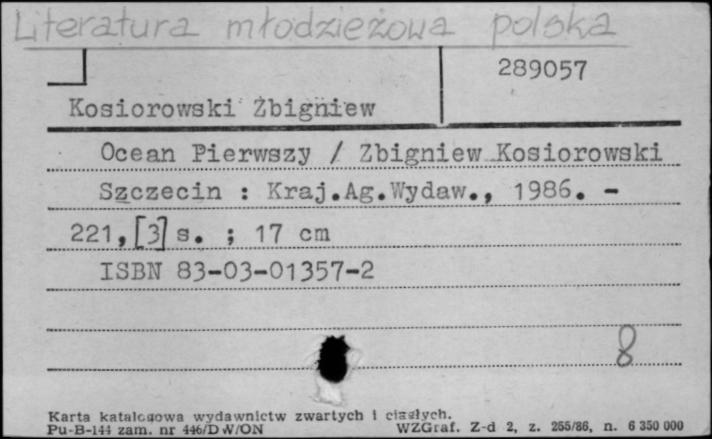 Literatura młodzieżowa polska
289057
Kosiorowski Zbigniew
Ocean Pierwszy / Zbigniew Kosiorowski
Szczecin : Kraj.Ag.Wydaw., 1986. -
221,[3] s. ; 17 cm
ISBN 83-03-01357-2
8
Karta katalogowa wydawnictw zwartych i ciągłych.
Pu-B-144 zam. nr 446/DW/ON WZGraf. Z-d 2, z. 265/86, n. 6 350 000